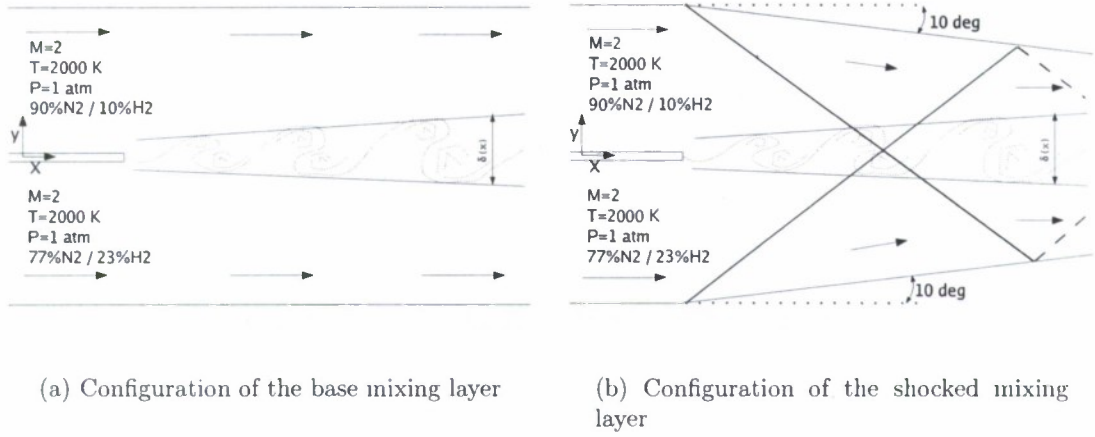 M=2
T=2000 K
P=1 atm
90%N2 / 10%H2
y
X
δ(x)
M=2
T=2000 K
P=1 atm
77%N2 / 23%H2
(a) Configuration of the base mixing layer
10 deg
M=2
T=2000 K
P=1 atm
90%N2 / 10%H2
y
X
δ(x)
M=2
T=2000 K
P=1 atm
77%N2 / 23%H2
10 deg
(b) Configuration of the shocked mixing
layer